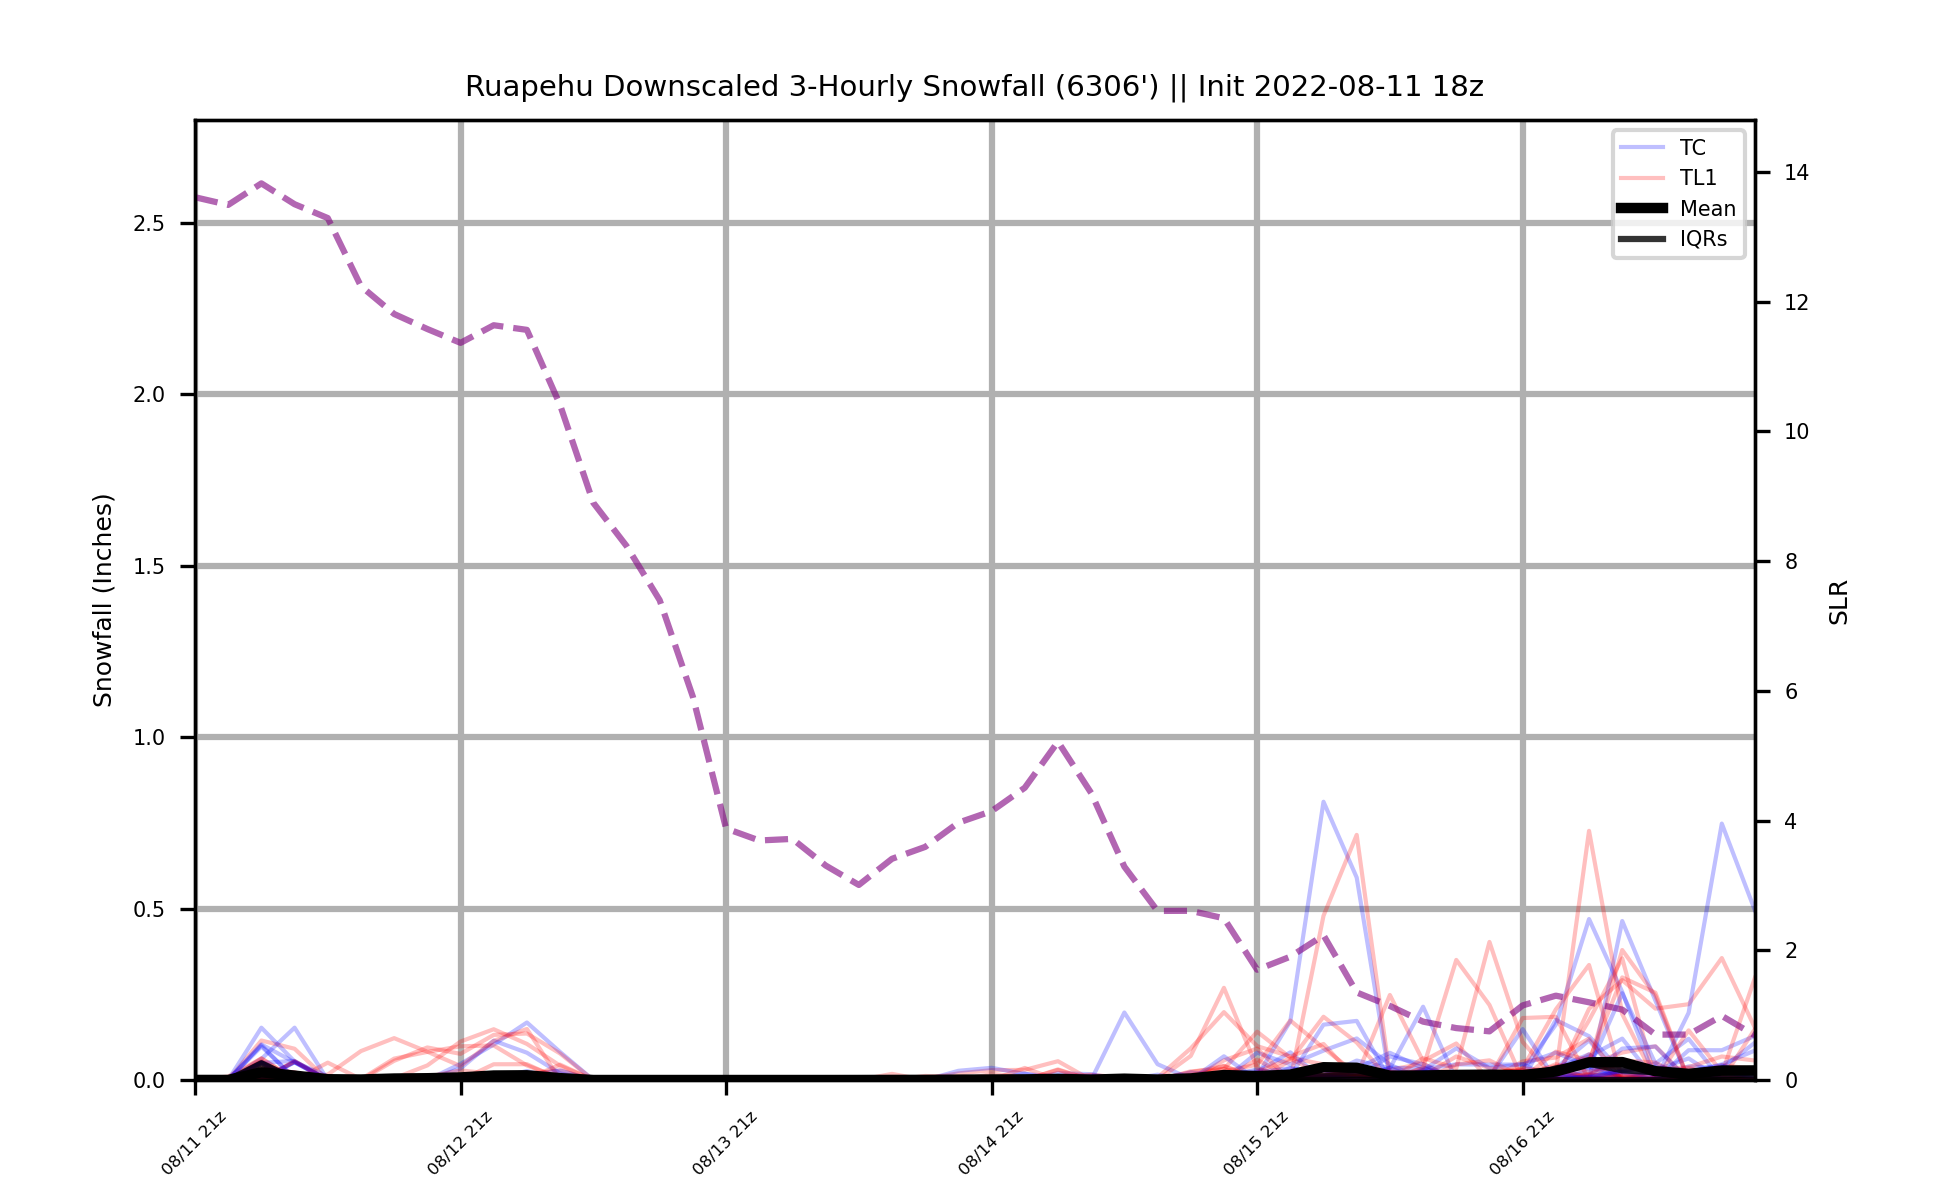 Ruapehu Downscaled 3-Hourly Snowfall (6306') || Init 2022-08-11 18z
TC
TL1
Mean
IQRs
Snowfall (Inches)
2.5
2.0
1.5
1.0
0.5
0.0
14
12
10
8
6
4
2
0
SLR
08/11 21z
08/12 21z
08/13 21z
08/14 21z
08/15 21z
08/16 21z